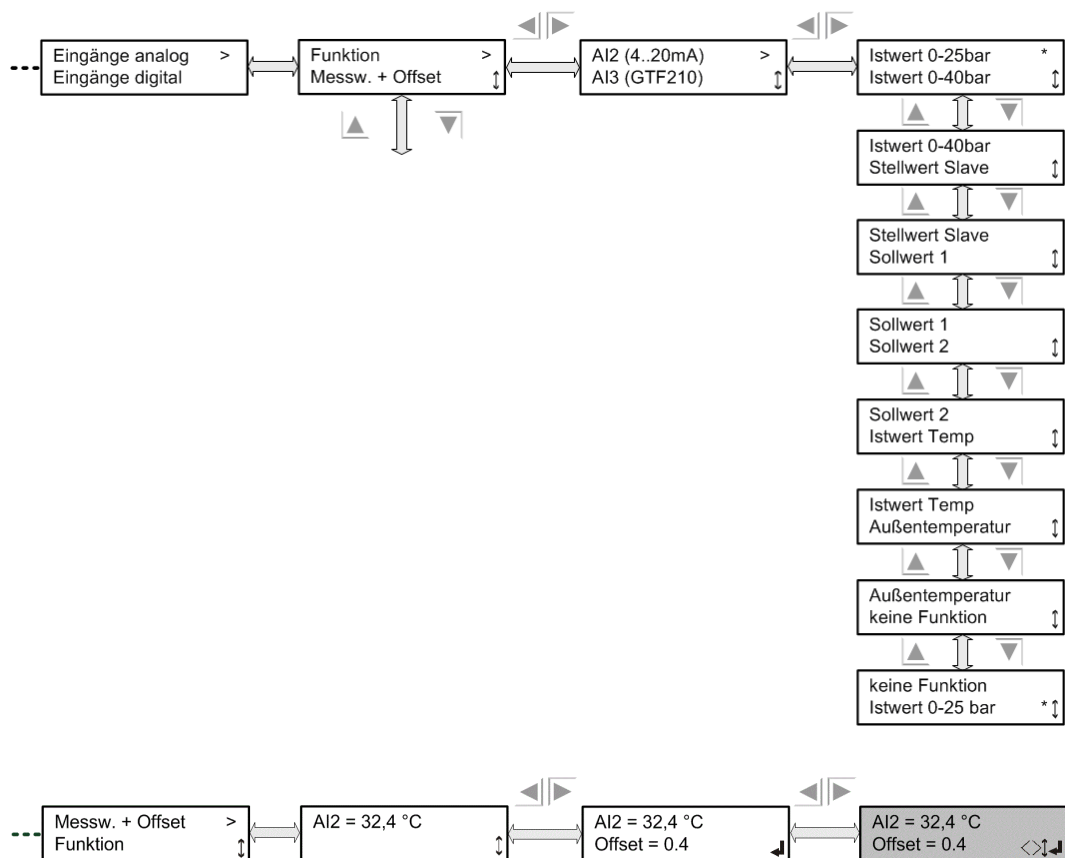 Eingänge analog >
Eingänge digital
Funktion >
Messw. + Offset
AI2 (4..20mA) >
AI3 (GTF210)
Istwert 0-25bar *
Istwert 0-40bar
Istwert 0-40bar
Stellwert Slave
Stellwert Slave
Sollwert 1
Sollwert 1
Sollwert 2
Sollwert 2
Istwert Temp
Istwert Temp
Außentemperatur
Außentemperatur
keine Funktion
keine Funktion
Istwert 0-25 bar *
Messw. + Offset >
Funktion
AI2 = 32,4 °C
AI2 = 32,4 °C
Offset = 0.4
AI2 = 32,4 °C
Offset = 0.4 <>